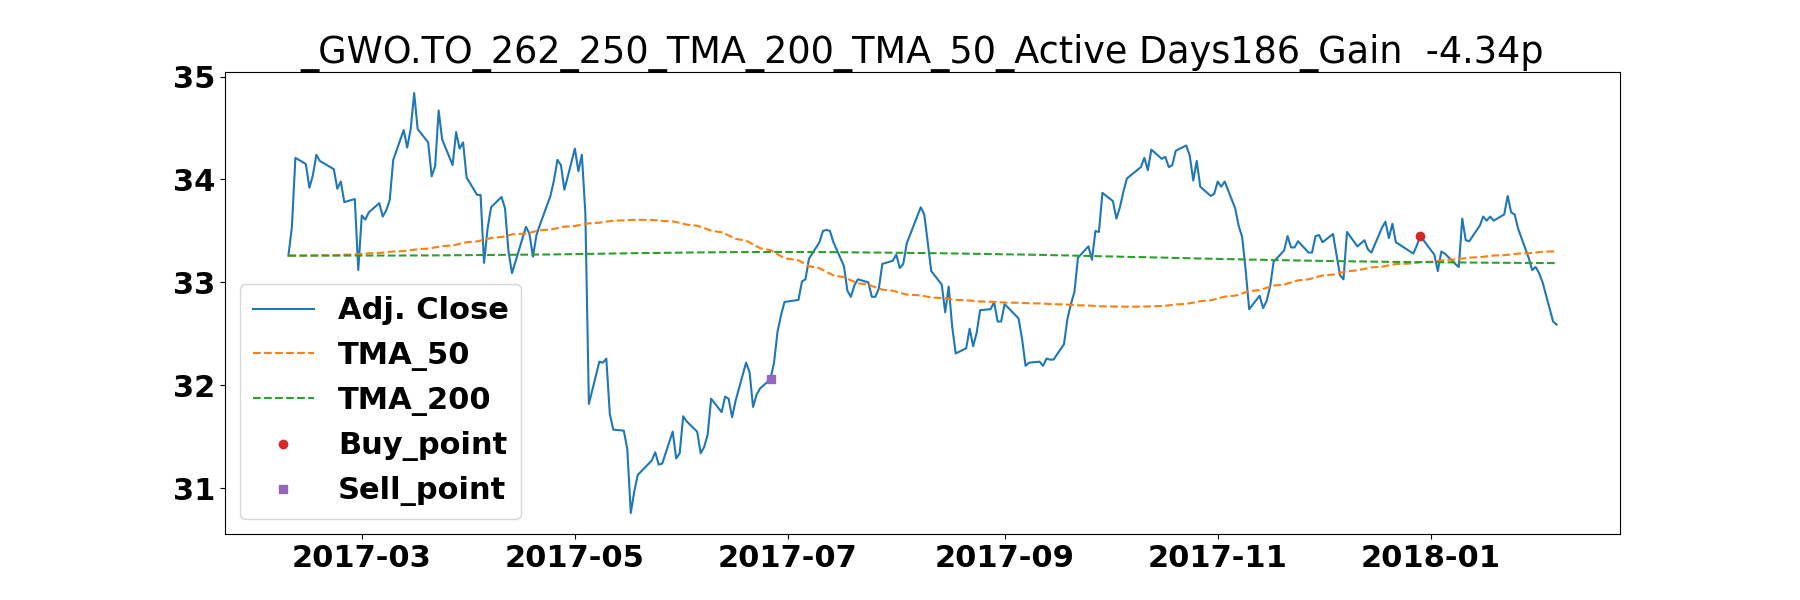 _GWO.TO_262_250_TMA_200_TMA_50_Active Days186_Gain  -4.34p
35
34
33
32
31
Adj. Close
TMA_50
TMA_200
Buy_point
Sell_point
2017-03 2017-05 2017-07 2017-09 2017-11 2018-01